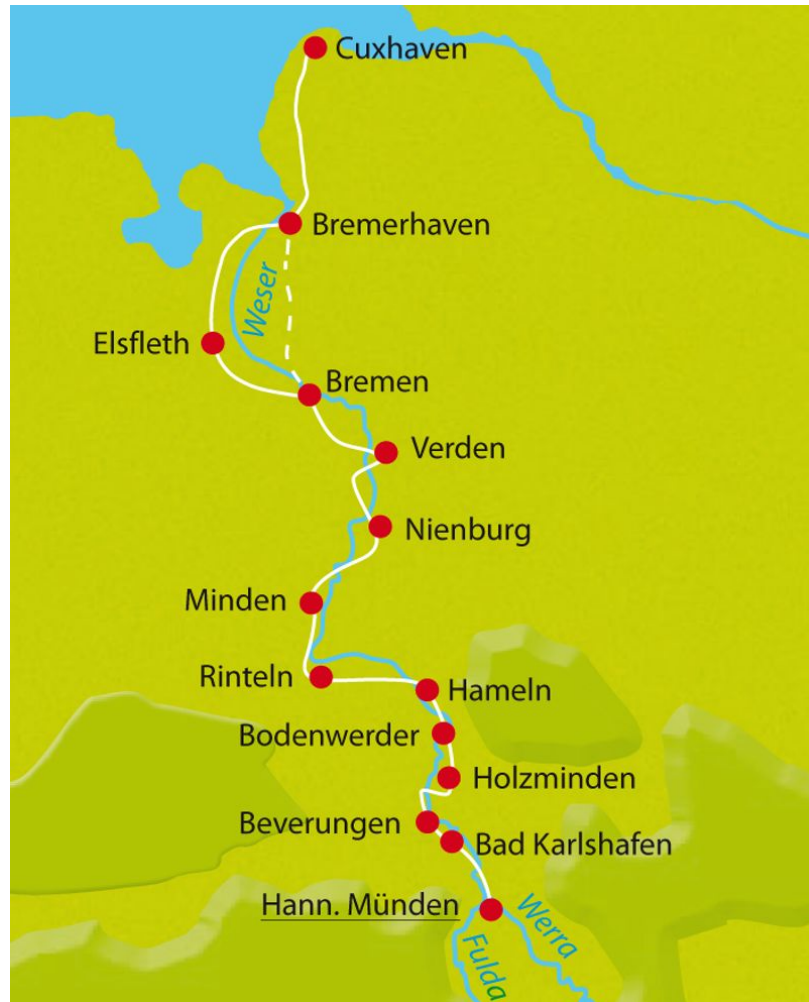 Cuxhaven
Bremerhaven
Weser
Elsfleth
Bremen
Verden
Nienburg
Minden
Rinteln
Hameln
Bodenwerder
Holzminden
Beverungen
Bad Karlshafen
Hann. Münden
Werra
Fulda